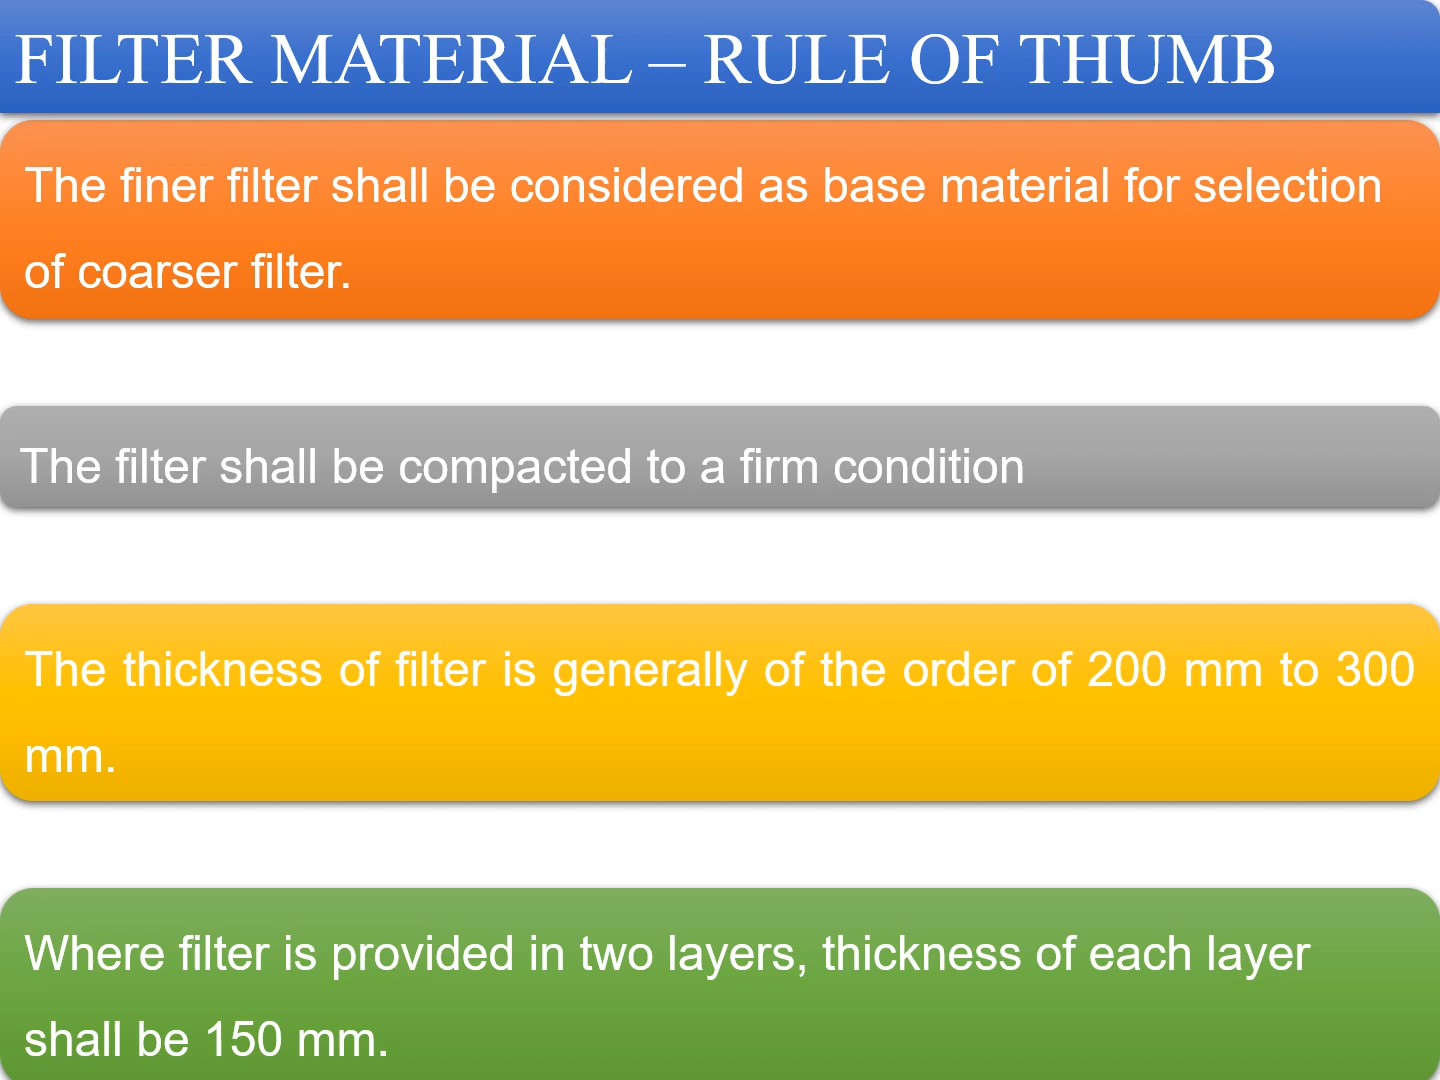 FILTER MATERIAL – RULE OF THUMB
The finer filter shall be considered as base material for selection
of coarser filter.
The filter shall be compacted to a firm condition
The thickness of filter is generally of the order of 200 mm to 300
mm.
Where filter is provided in two layers, thickness of each layer
shall be 150 mm.